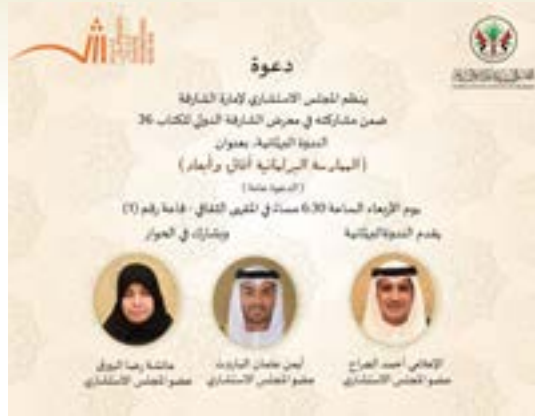 دعوة
ينظم المجلس الاستشاري لإمارة الشارقة
ضمن مشاركته في معرض الشارقة الدولي للكتاب 36
الندوة البرلمانية، بعنوان
( الممارسة البرلمانية آفاق وأبعاد )
( الدعوة عامة )
يوم الأربعاء الساعة 6:30 مساءً في المقهى الثقافي - قاعة رقم (1)
يقدم الندوة البرلمانية
ويشارك في الحوار
الإعلامي أحمد
عضو المجلس الاستشاري
أيمن عثمان الباروت
عضو المجلس الاستشاري
عائشة رضا البيرق
عضو المجلس الاستشاري